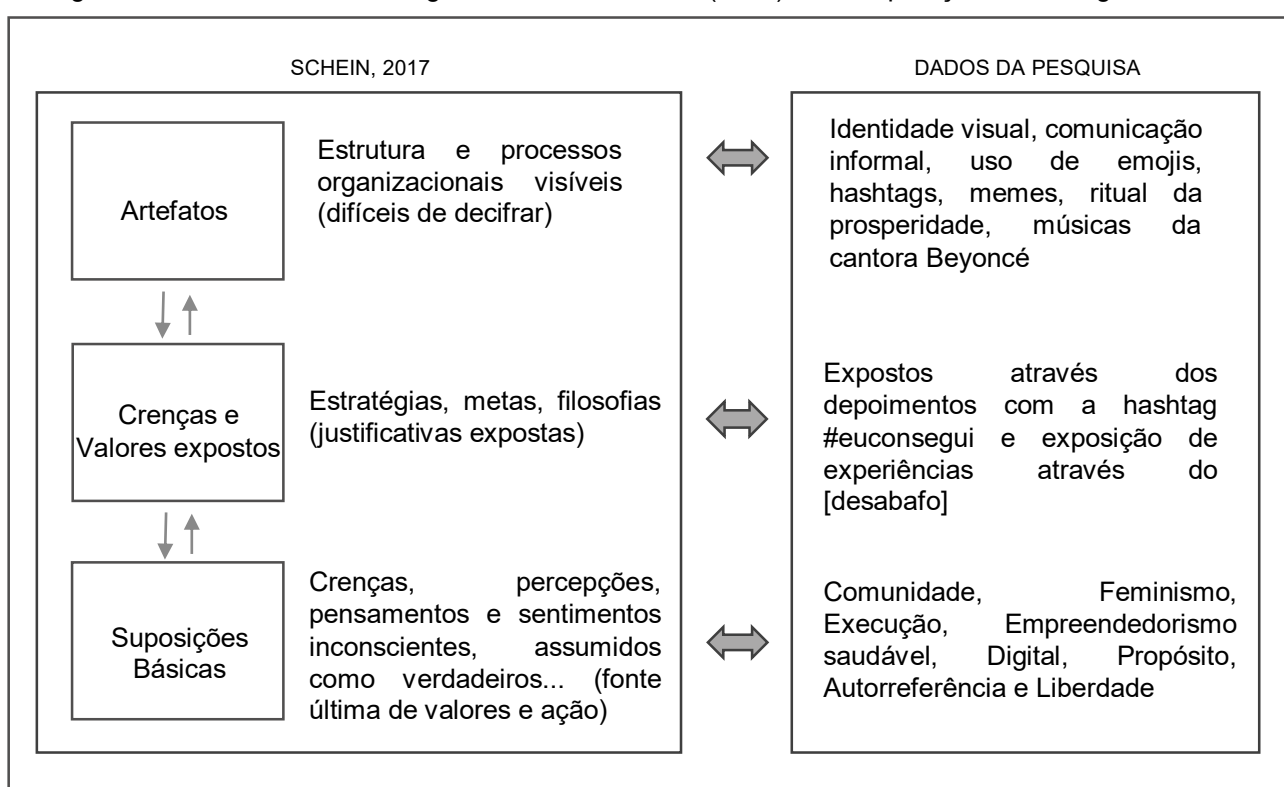 SCHEIN, 2017
DADOS DA PESQUISA
Artefatos
Estrutura e processos
organizacionais visíveis
(difíceis de decifrar)
Identidade visual, comunicação
informal, uso de emojis,
hashtags, memes, ritual da
prosperidade, músicas da
cantora Beyoncé
Crenças e
Valores expostos
Estratégias, metas, filosofias
(justificativas expostas)
Expostos através dos
depoimentos com a hashtag
#euconsegui e exposição de
experiências através do
[desabafo]
Suposições
Básicas
Crenças, percepções,
pensamentos e sentimentos
inconscientes, assumidos
como verdadeiros... (fonte
última de valores e ação)
Comunidade, Feminismo,
Execução, Empreendedorismo
saudável, Digital, Propósito,
Autorreferência e Liberdade